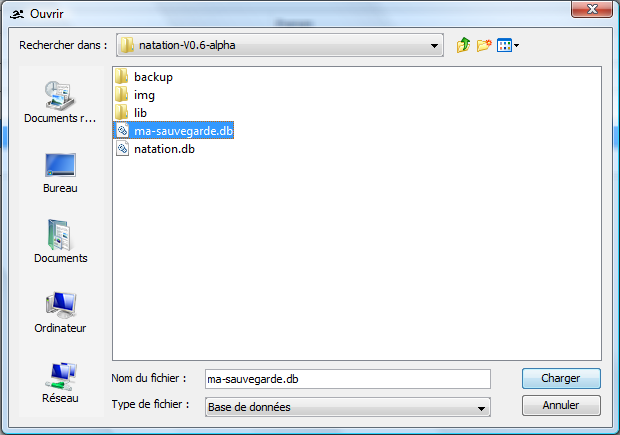 Ouvrir
Rechercher dans :
natation-V0.6-alpha
Documents r...
Bureau
Documents
Ordinateur
Réseau
backup
img
lib
ma-sauvegarde.db
natation.db
Nom du fichier :
ma-sauvegarde.db
Charger
Type de fichier :
Base de données
Annuler